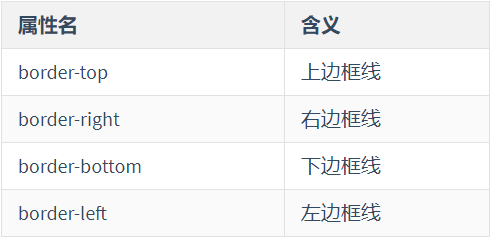 属性名 含义
border-top 上边框线
border-right 右边框线
border-bottom 下边框线
border-left 左边框线